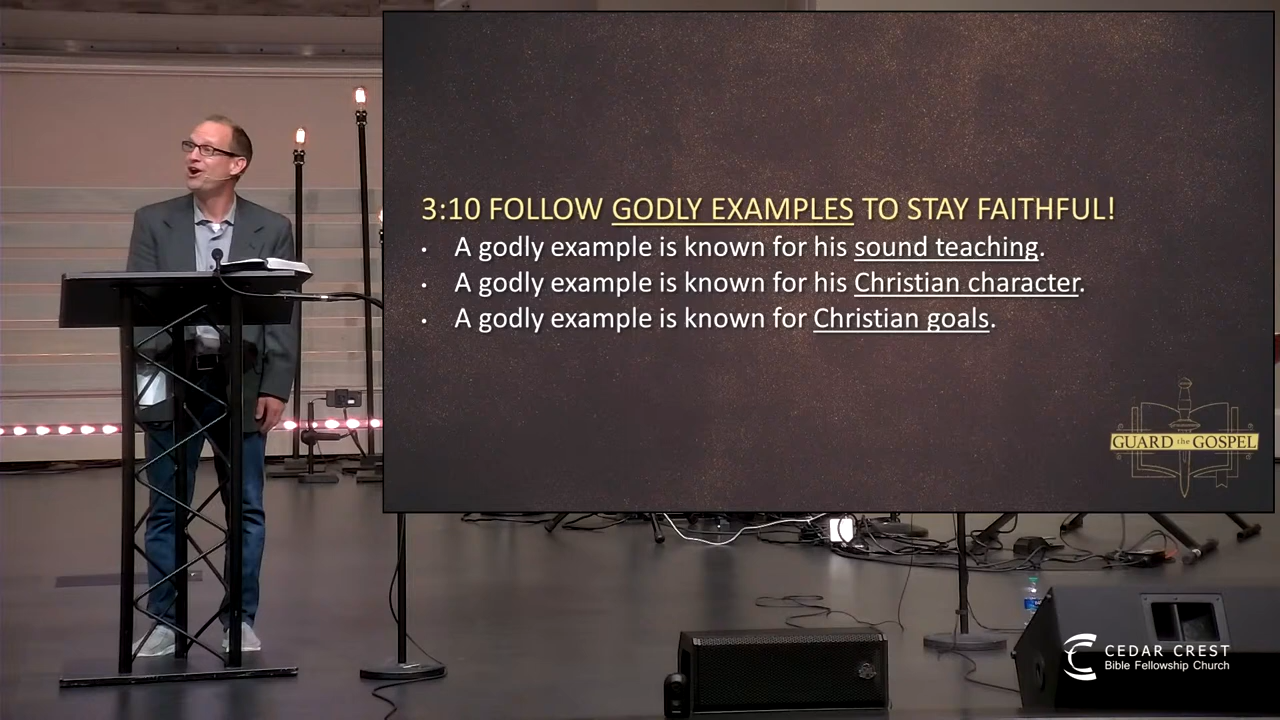 3:10 FOLLOW GODLY EXAMPLES TO STAY FAITHFUL!
• A godly example is known for his sound teaching.
• A godly example is known for his Christian character.
• A godly example is known for Christian goals.
GUARD the GOSPEL
CEDAR CREST
Bible Fellowship Church